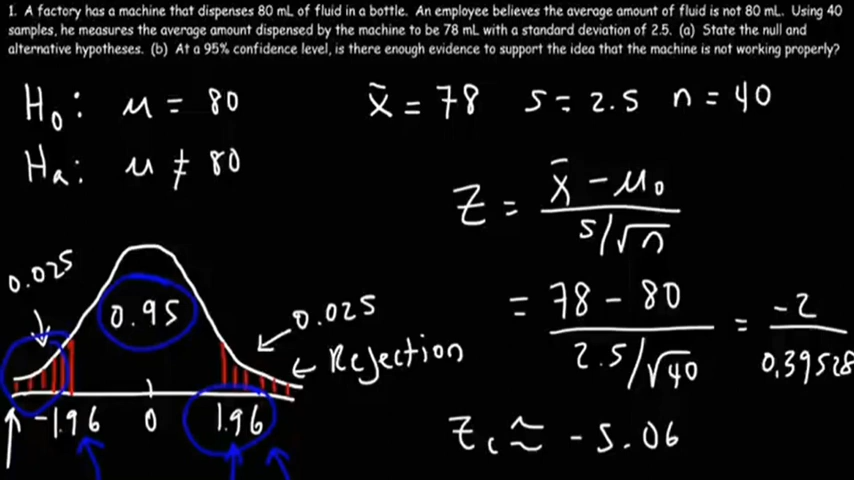 1. A factory has a machine that dispenses 80 mL of fluid in a bottle. An employee believes the average amount of fluid is not 80 mL. Using 40
samples, he measures the average amount dispensed by the machine to be 78 mL with a standard deviation of 2.5. (a) State the null and
alternative hypotheses. (b) At a 95% confidence level, is there enough evidence to support the idea that the machine is not working properly?
H₀: μ = 80
x̄ = 78 s = 2.5 n = 40
Hₐ: μ ≠ 80
Z = (x̄ − μ₀) / (s/√n)
= (78 − 80) / (2.5/√40) = −2 / 0.39528
Z꜀ ≈ −5.06
0.025
0.95
0.025
Rejection
−1.96 0 1.96